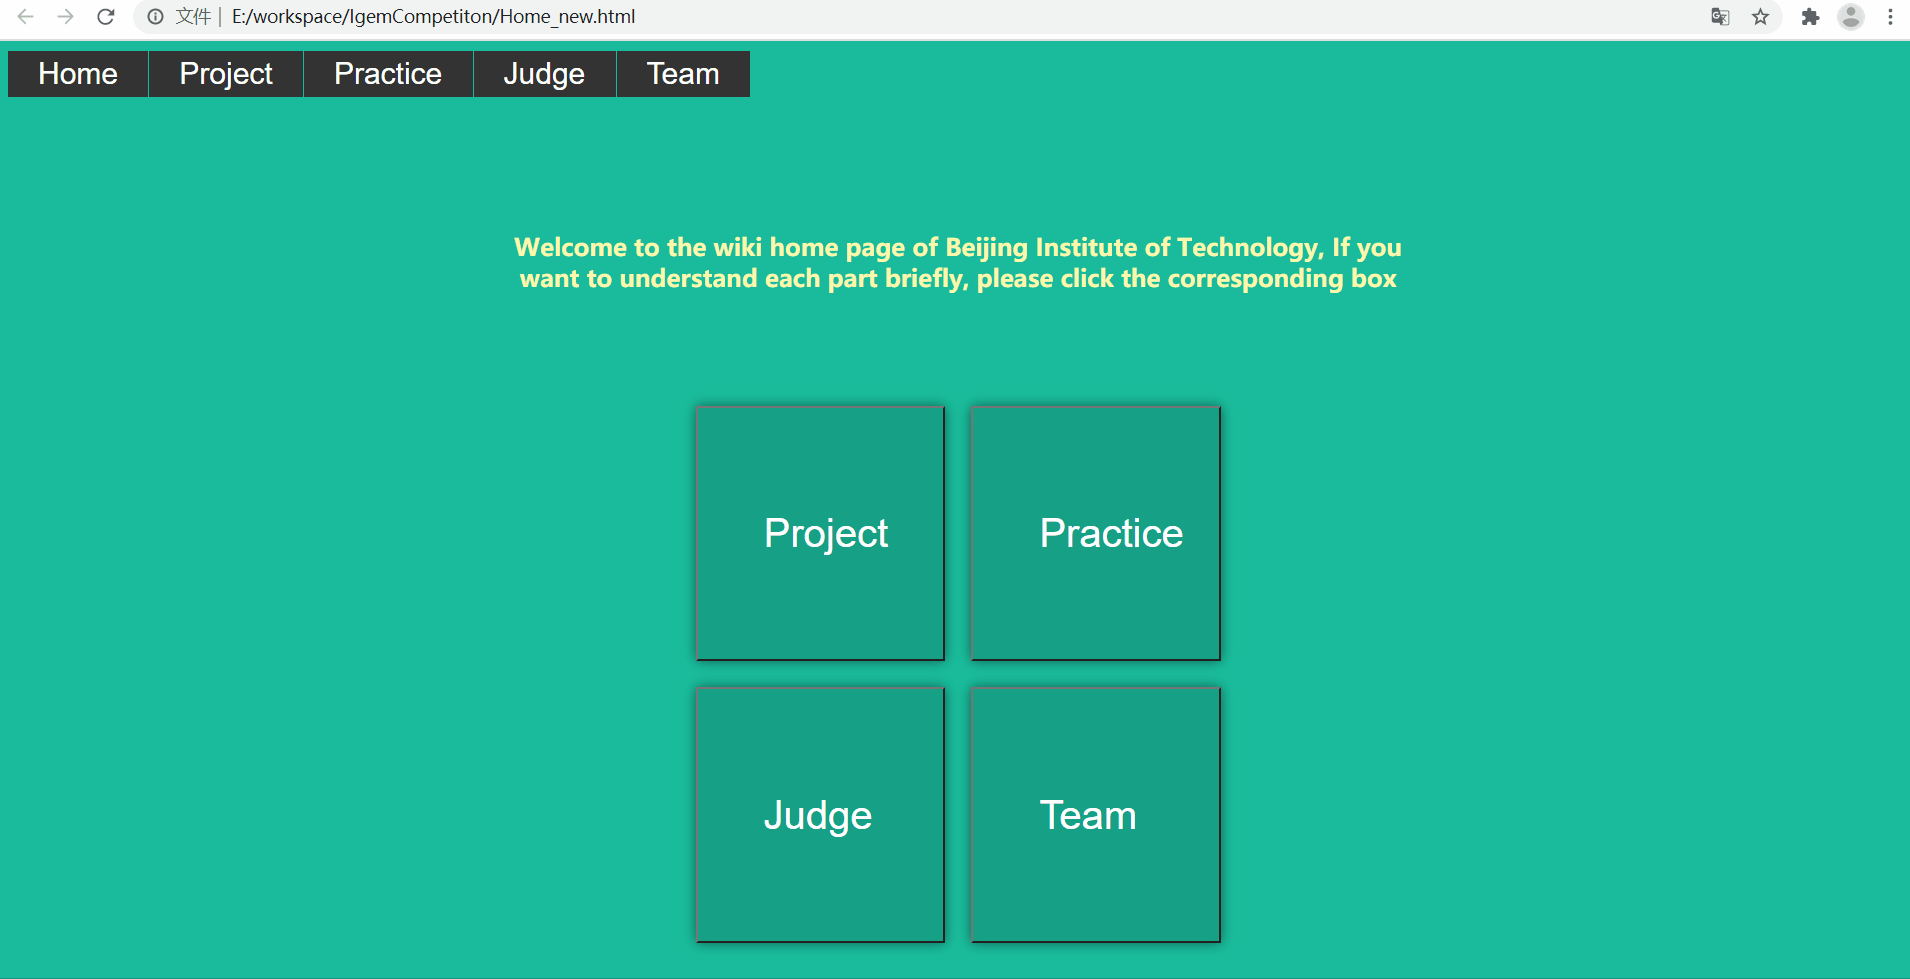 文件 | E:/workspace/IgemCompetiton/Home_new.html
Home Project Practice Judge Team
Welcome to the wiki home page of Beijing Institute of Technology, If you
want to understand each part briefly, please click the corresponding box
Project Practice
Judge Team